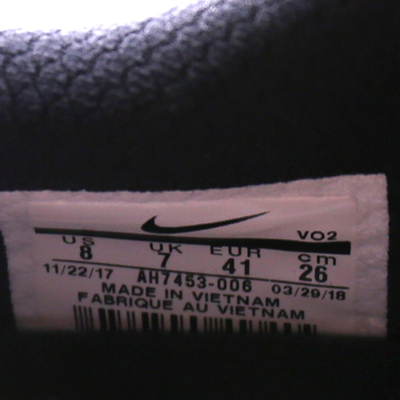 VO2
US UK EUR cm
8 7 41 26
11/22/17 AH7453-006 03/29/18
MADE IN VIETNAM
FABRIQUE AU VIETNAM